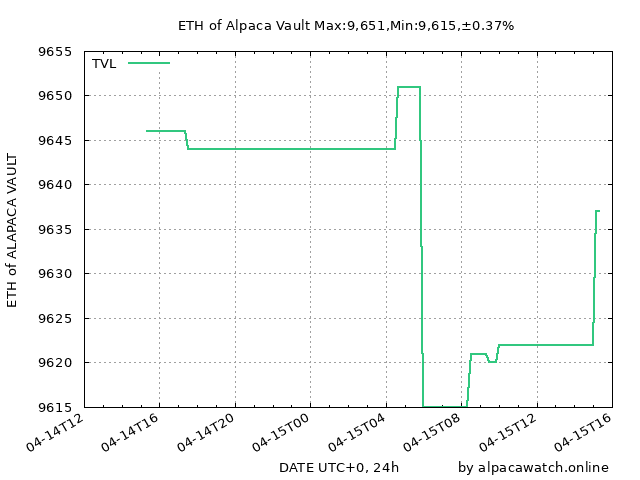 ETH of Alpaca Vault Max:9,651,Min:9,615,±0.37%
TVL
9655
9650
9645
9640
9635
9630
9625
9620
9615
ETH of ALAPACA VAULT
04-14T12
04-14T16
04-14T20
04-15T00
04-15T04
04-15T08
04-15T12
04-15T16
DATE UTC+0, 24h
by alpacawatch.online